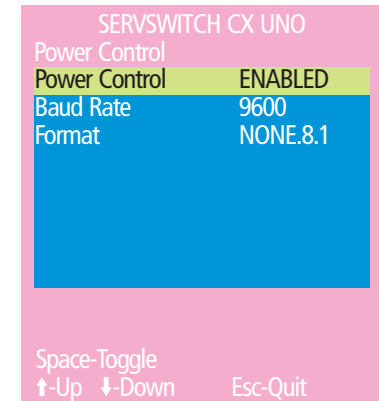 SERVSWITCH CX UNO
Power Control
Power Control ENABLED
Baud Rate 9600
Format NONE.8.1
Space-Toggle
⬆-Up ⬇-Down Esc-Quit